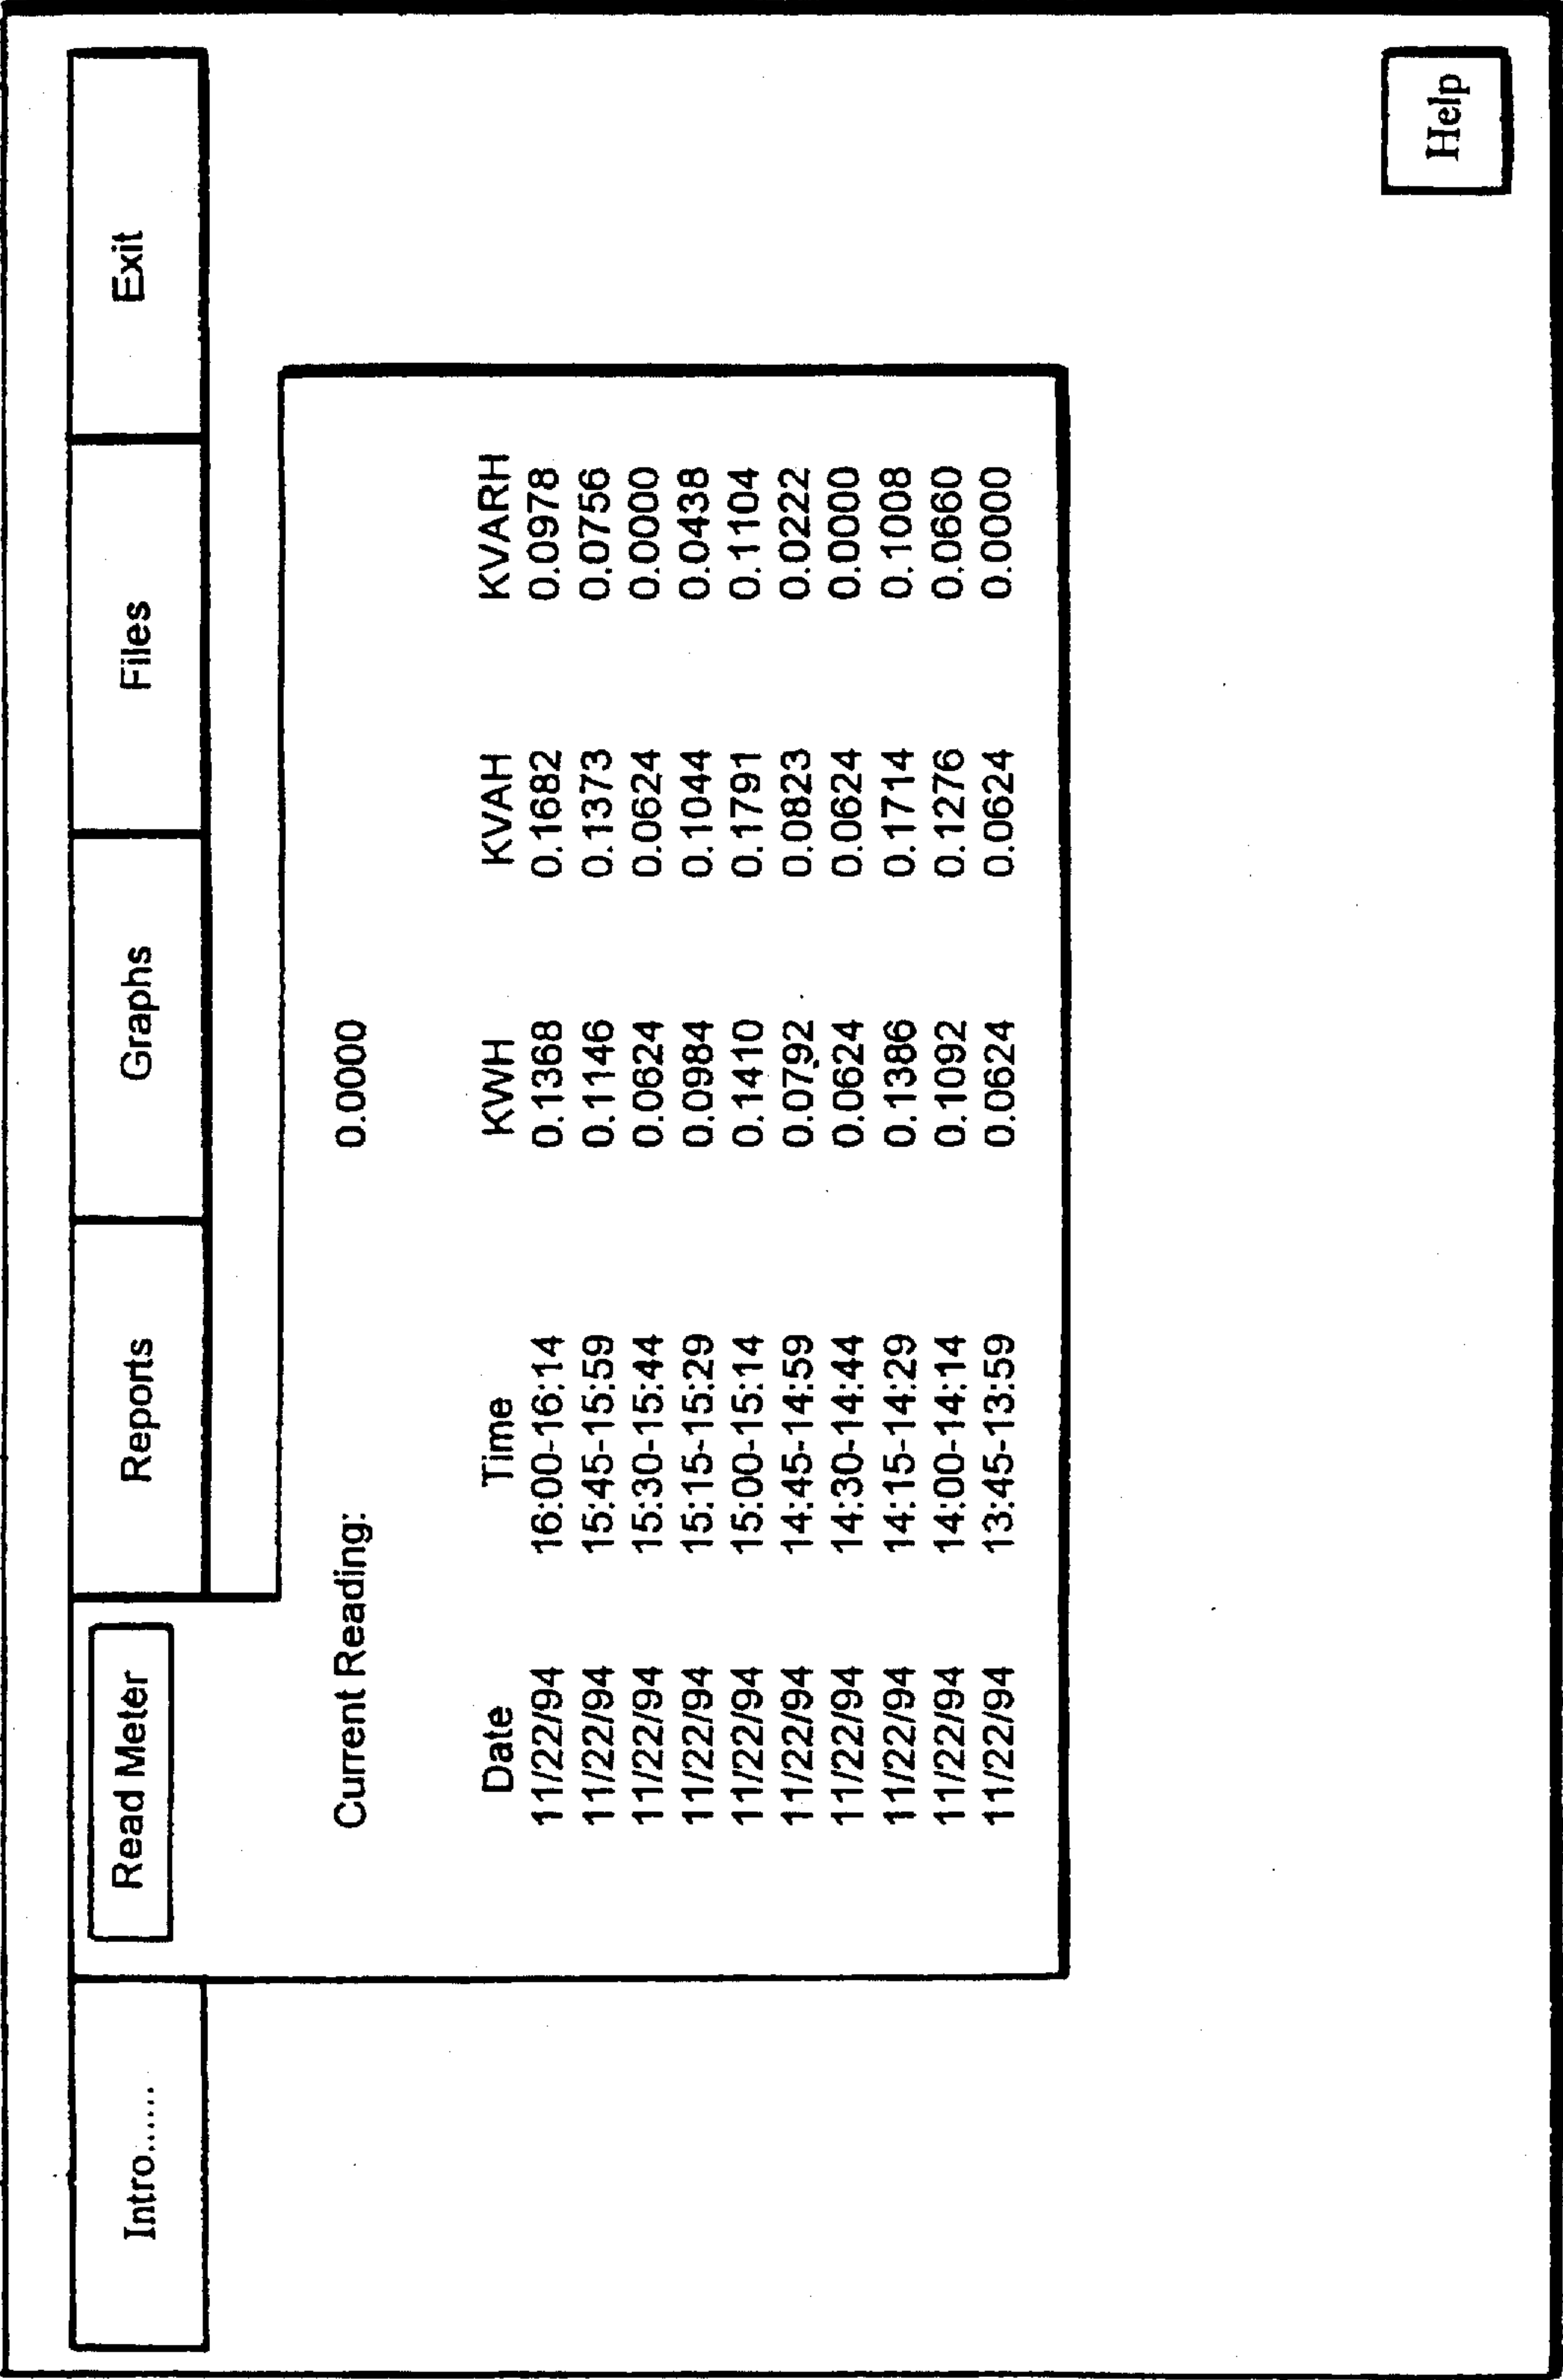 Intro...... Read Meter Reports Graphs Files Exit
Current Reading: 0.0000
Date Time KWH KVAH KVARH
11/22/94 16:00-16:14 0.1368 0.1682 0.0978
11/22/94 15:45-15:59 0.1146 0.1373 0.0756
11/22/94 15:30-15:44 0.0624 0.0624 0.0000
11/22/94 15:15-15:29 0.0984 0.1044 0.0438
11/22/94 15:00-15:14 0.1410 0.1791 0.1104
11/22/94 14:45-14:59 0.0792 0.0823 0.0222
11/22/94 14:30-14:44 0.0624 0.0624 0.0000
11/22/94 14:15-14:29 0.1386 0.1714 0.1008
11/22/94 14:00-14:14 0.1092 0.1276 0.0660
11/22/94 13:45-13:59 0.0624 0.0624 0.0000
Help